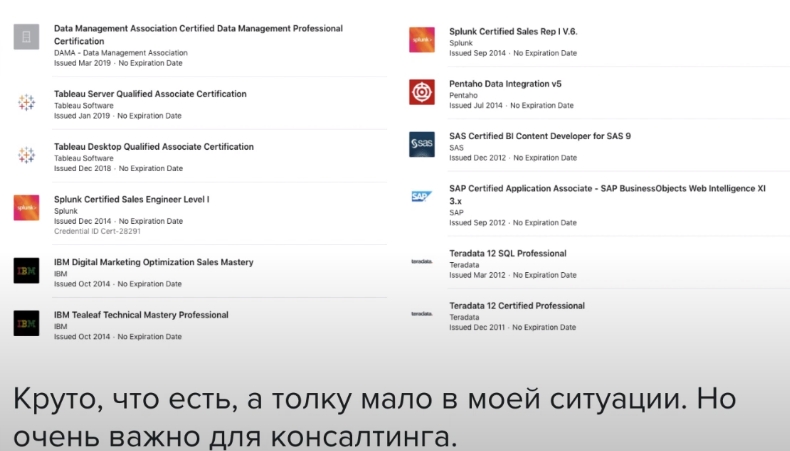 Data Management Association Certified Data Management Professional
Certification
DAMA - Data Management Association
Issued Mar 2019 · No Expiration Date
Tableau Server Qualified Associate Certification
Tableau Software
Issued Jan 2019 · No Expiration Date
Tableau Desktop Qualified Associate Certification
Tableau Software
Issued Dec 2018 · No Expiration Date
splunk>
Splunk Certified Sales Engineer Level I
Splunk
Issued Dec 2014 · No Expiration Date
Credential ID Cert-28291
IBM
IBM Digital Marketing Optimization Sales Mastery
IBM
Issued Oct 2014 · No Expiration Date
IBM
IBM Tealeaf Technical Mastery Professional
IBM
Issued Oct 2014 · No Expiration Date
splunk>
Splunk Certified Sales Rep I V.6.
Splunk
Issued Sep 2014 · No Expiration Date
Pentaho Data Integration v5
Pentaho
Issued Jul 2014 · No Expiration Date
sas
SAS Certified BI Content Developer for SAS 9
SAS
Issued Dec 2012 · No Expiration Date
SAP
SAP Certified Application Associate - SAP BusinessObjects Web Intelligence XI
3.x
SAP
Issued Sep 2012 · No Expiration Date
teradata.
Teradata 12 SQL Professional
Teradata
Issued Mar 2012 · No Expiration Date
teradata.
Teradata 12 Certified Professional
Teradata
Issued Dec 2011 · No Expiration Date
Круто, что есть, а толку мало в моей ситуации. Но
очень важно для консалтинга.